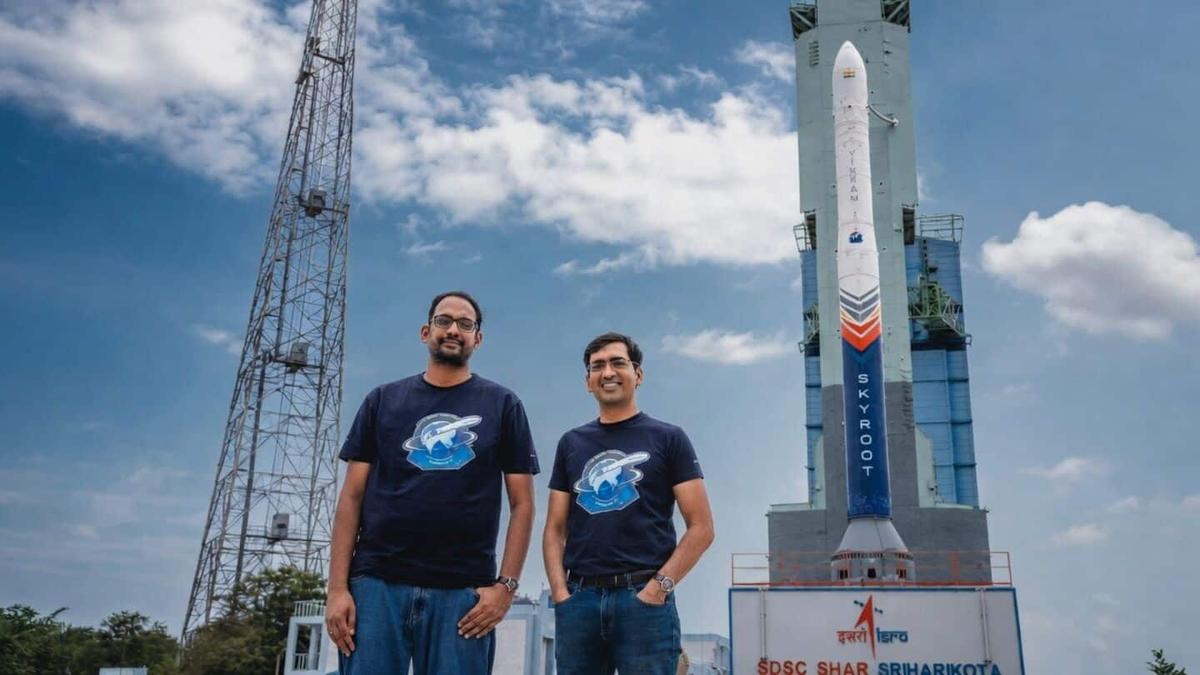 VIKRAM
SKYROOT
इसरो isro
SDSC SHAR SRIHARIKOTA